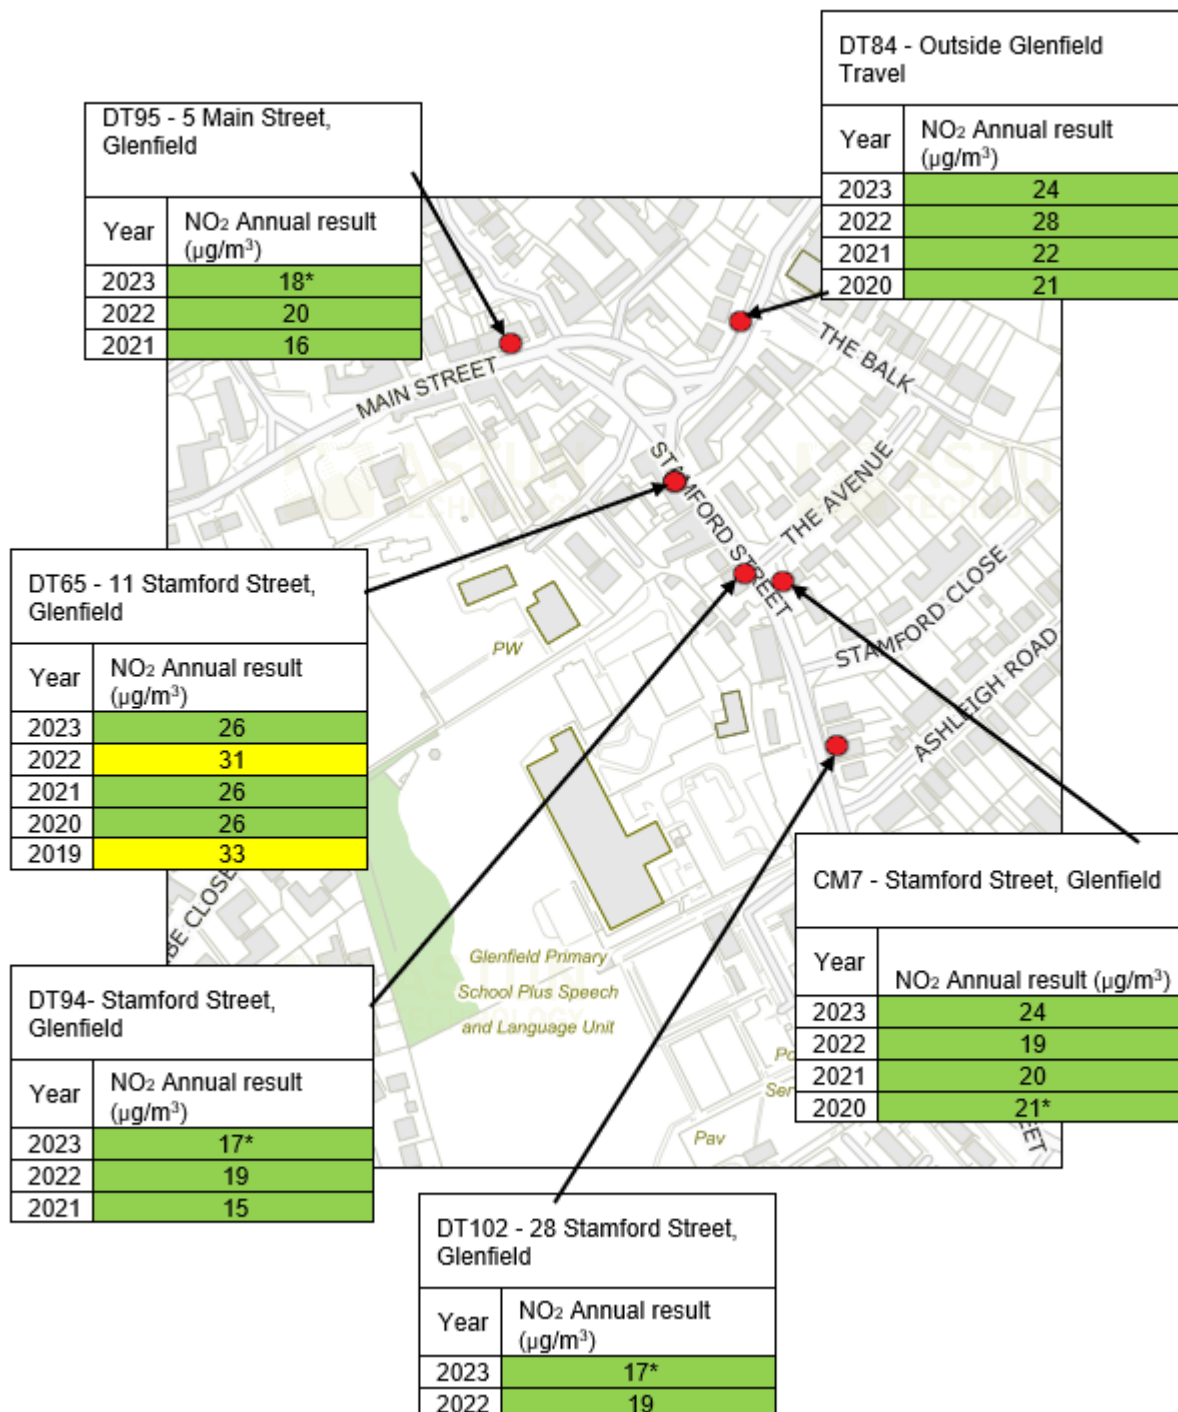 DT84 - Outside Glenfield
Travel
Year NO₂ Annual result
(µg/m³)
2023 24
2022 28
2021 22
2020 21
DT95 - 5 Main Street,
Glenfield
Year NO₂ Annual result
(µg/m³)
2023 18*
2022 20
2021 16
THE BALK
MAIN STREET
STAMFORD STREET
THE AVENUE
STAMFORD CLOSE
ASHLEIGH ROAD
PW
DT65 - 11 Stamford Street,
Glenfield
Year NO₂ Annual result
(µg/m³)
2023 26
2022 31
2021 26
2020 26
2019 33
BE CLOSE
CM7 - Stamford Street, Glenfield
Year NO₂ Annual result (µg/m³)
2023 24
2022 19
2021 20
2020 21*
Glenfield Primary
School Plus Speech
and Language Unit
Po
Ser
Pav
EET
DT94- Stamford Street,
Glenfield
Year NO₂ Annual result
(µg/m³)
2023 17*
2022 19
2021 15
DT102 - 28 Stamford Street,
Glenfield
Year NO₂ Annual result
(µg/m³)
2023 17*
2022 19